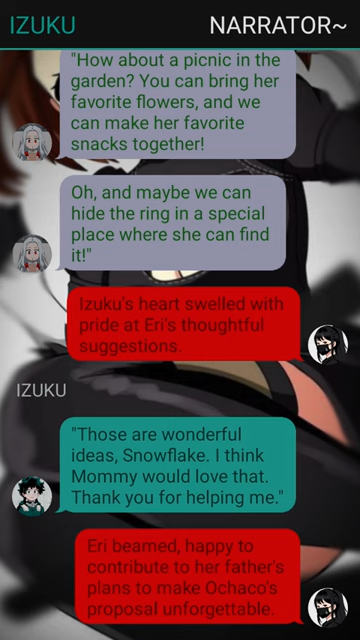 IZUKU
NARRATOR~
"How about a picnic in the
garden? You can bring her
favorite flowers, and we
can make her favorite
snacks together!
Oh, and maybe we can
hide the ring in a special
place where she can find
it!"
Izuku's heart swelled with
pride at Eri's thoughtful
suggestions.
IZUKU
"Those are wonderful
ideas, Snowflake. I think
Mommy would love that.
Thank you for helping me."
Eri beamed, happy to
contribute to her father's
plans to make Ochaco's
proposal unforgettable.